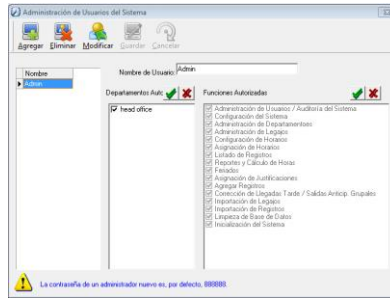 Administración de Usuarios del Sistema
Agregar Eliminar Modificar Guardar Cancelar
Nombre
Admin
Nombre de Usuario: Admin
Departamentos Autc
head office
Funciones Autorizadas
Administración de Usuarios / Auditoría del Sistema
Configuración del Sistema
Administración de Departamentos
Administración de Legajos
Configuración de Horarios
Asignación de Horarios
Listado de Registros
Reportes y Cálculo de Horas
Feriados
Asignación de Justificaciones
Agregar Registros
Corrección de Llegadas Tarde / Salidas Anticip. Grupales
Importación de Legajos
Importación de Registros
Limpieza de Base de Datos
Inicialización del Sistema
La contraseña de un administrador nuevo es, por defecto, 888888.